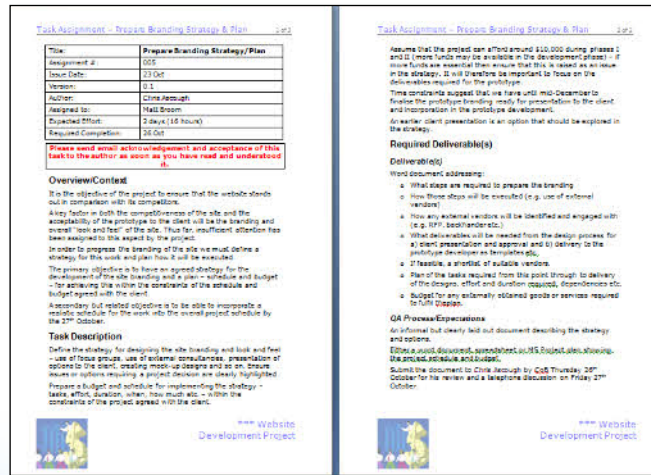 Task Assignment – Prepare Branding Strategy & Plan 1 of 2
Title: Prepare Branding Strategy/Plan
Assignment #: 005
Issue Date: 23 Oct
Version: 0.1
Author: Chris Ascough
Assigned to: Matt Broom
Expected Effort: 2 days (16 hours)
Required Completion: 26 Oct
Please send email acknowledgement and acceptance of this
task to the author as soon as you have read and understood
it.
Overview/Context
It is the objective of the project to ensure that the website stands
out in comparison with its competitors.
A key factor in both the competitiveness of the site and the
acceptability of the prototype to the client will be the branding and
overall "look and feel" of the site. Thus far, insufficient attention has
been assigned to this aspect by the project.
In order to progress the branding of the site we must define a
strategy for this work and plan how it will be executed.
The primary objective is to have an agreed strategy for the
development of the site branding and a plan – schedule and budget
– for achieving this within the constraints of the schedule and
budget agreed with the client.
A secondary but related objective is to be able to incorporate a
realistic schedule for the work into the overall project schedule by
the 27th October.
Task Description
Define the strategy for designing the site branding and look and feel
– use of focus groups, use of external consultancies, presentation of
options to the client, creating mock-up designs and so on. Ensure
issues or options requiring a project decision are clearly highlighted.
Prepare a budget and schedule for implementing the strategy –
tasks, effort, duration, when, how much etc. – within the
constraints of the project agreed with the client.
*** Website
Development Project
Task Assignment – Prepare Branding Strategy & Plan 2 of 2
Assume that the project can afford around $10,000 during phases I
and II (more funds may be available in the development phase) – if
more funds are essential then ensure that this is raised as an issue
in the strategy. It will therefore be important to focus on the
deliverables required for the prototype.
Time constraints suggest that we have until mid-December to
finalise the prototype branding ready for presentation to the client
and incorporation in the prototype development.
An earlier client presentation is an option that should be explored in
the strategy.
Required Deliverable(s)
Deliverable(s)
Word document addressing:
o What steps are required to prepare the branding
o How those steps will be executed (e.g. use of external
vendors)
o How any external vendors will be identified and engaged with
(e.g. RFP, beckhander etc.)
o What deliverables will be needed from the design process for
a) client presentation and approval and b) delivery to the
prototype developer as templates etc.
o If feasible, a shortlist of suitable vendors.
o Plan of the tasks required from this point through to delivery
of the designs, effort and duration required, dependencies etc.
o Budget for any externally obtained goods or services required
to fulfil
QA Process/Expectations
An informal but clearly laid out document describing the strategy
and options.
Either a word document, spreadsheet or MS Project plan showing
the project schedule and budget.
Submit the document to Chris Ascough by CoB Thursday 26th
October for his review and a telephone discussion on Friday 27th
October.
*** Website
Development Project